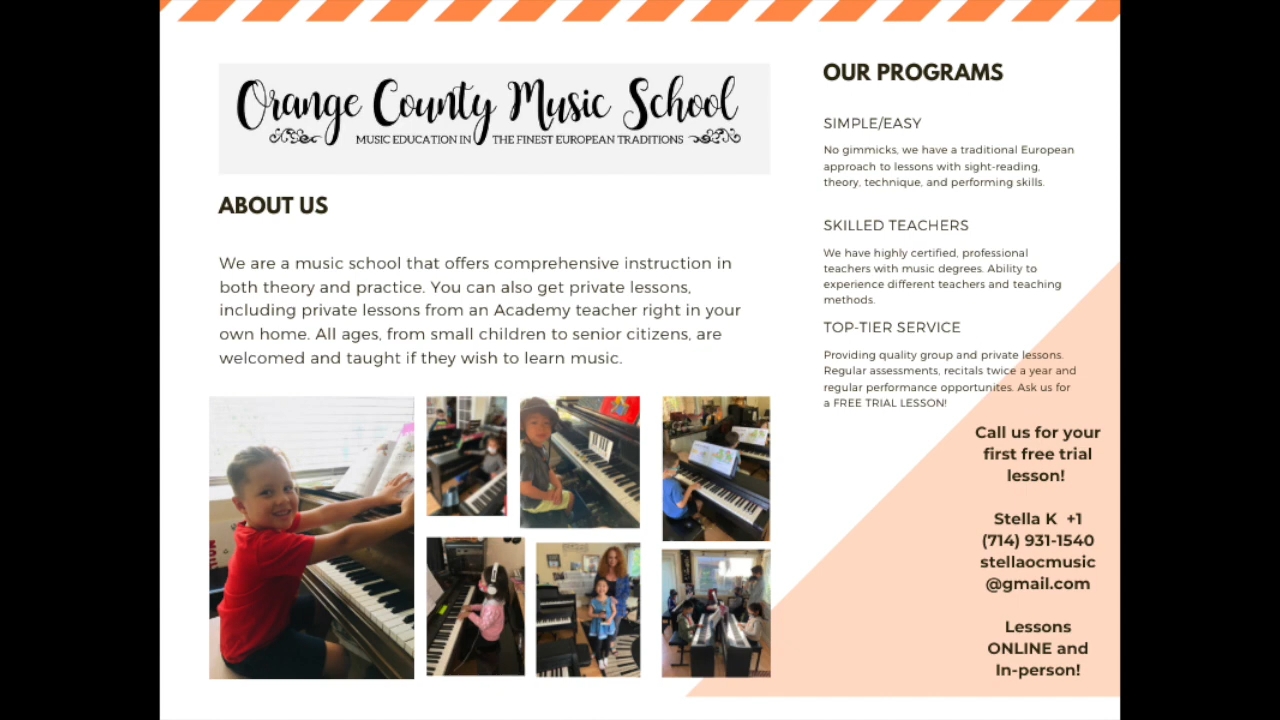 Orange County Music School
MUSIC EDUCATION IN THE FINEST EUROPEAN TRADITIONS
ABOUT US
We are a music school that offers comprehensive instruction in
both theory and practice. You can also get private lessons,
including private lessons from an Academy teacher right in your
own home. All ages, from small children to senior citizens, are
welcomed and taught if they wish to learn music.
OUR PROGRAMS
SIMPLE/EASY
No gimmicks, we have a traditional European
approach to lessons with sight-reading,
theory, technique, and performing skills.
SKILLED TEACHERS
We have highly certified, professional
teachers with music degrees. Ability to
experience different teachers and teaching
methods.
TOP-TIER SERVICE
Providing quality group and private lessons.
Regular assessments, recitals twice a year and
regular performance opportunites. Ask us for
a FREE TRIAL LESSON!
Call us for your
first free trial
lesson!
Stella K +1
(714) 931-1540
stellaocmusic
@gmail.com
Lessons
ONLINE and
In-person!